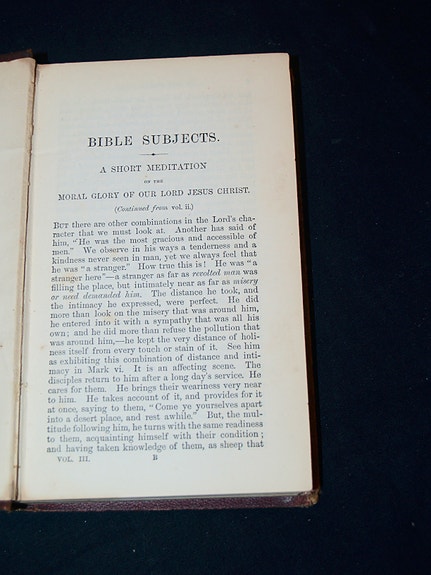 BIBLE SUBJECTS.
A SHORT MEDITATION
ON THE
MORAL GLORY OF OUR LORD JESUS CHRIST.
(Continued from vol. ii.)
BUT there are other combinations in the Lord's cha-
racter that we must look at. Another has said of
him, "He was the most gracious and accessible of
men." We observe in his ways a tenderness and a
kindness never seen in man, yet we always feel that
he was "a stranger." How true this is! He was "a
stranger here"—a stranger as far as revolted man was
filling the place, but intimately near as far as misery
or need demanded him. The distance he took, and
the intimacy he expressed, were perfect. He did
more than look on the misery that was around him,
he entered into it with a sympathy that was all his
own; and he did more than refuse the pollution that
was around him,—he kept the very distance of holi-
ness itself from every touch or stain of it. See him
as exhibiting this combination of distance and inti-
macy in Mark vi. It is an affecting scene. The
disciples return to him after a long day's service. He
cares for them. He brings their weariness very near
to him. He takes account of it, and provides for it
at once, saying to them, "Come ye yourselves apart
into a desert place, and rest awhile." But, the mul-
titude following him, he turns with the same readiness
to them, acquainting himself with their condition;
and having taken knowledge of them, as sheep that
VOL. III. B